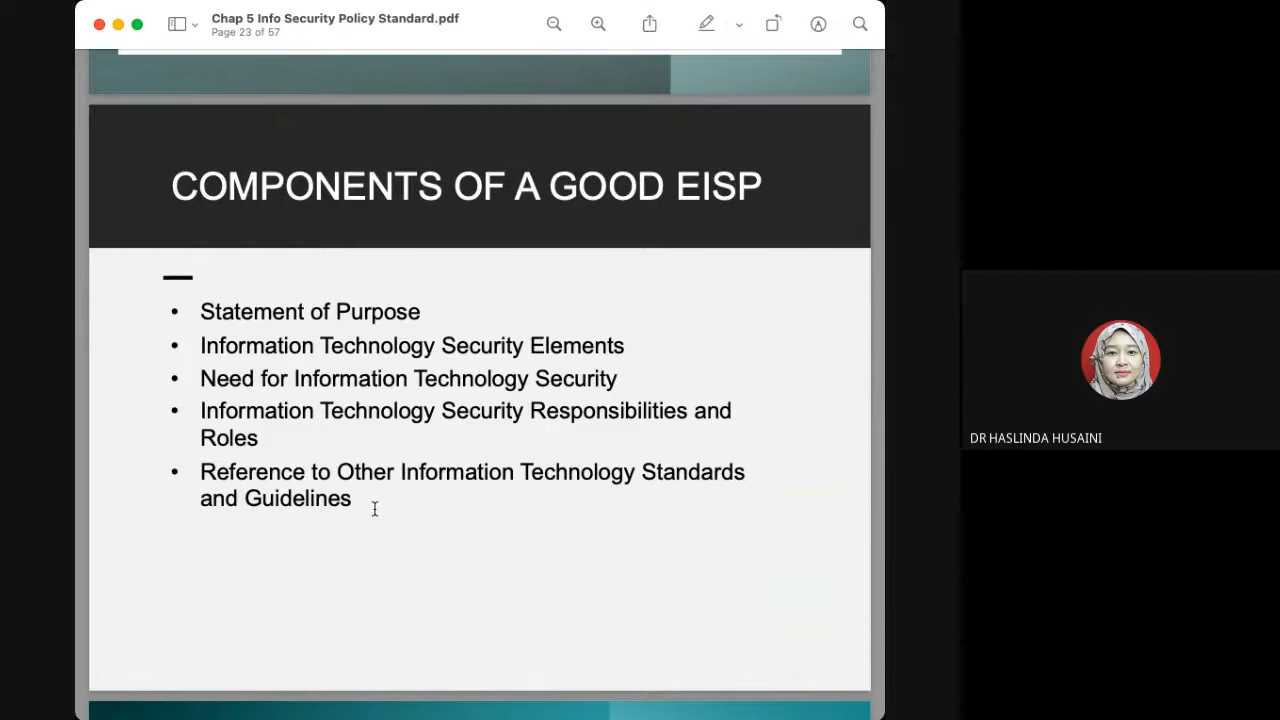 Chap 5 Info Security Policy Standard.pdf
Page 23 of 57
COMPONENTS OF A GOOD EISP
• Statement of Purpose
• Information Technology Security Elements
• Need for Information Technology Security
• Information Technology Security Responsibilities and
Roles
• Reference to Other Information Technology Standards
and Guidelines
DR HASLINDA HUSAINI